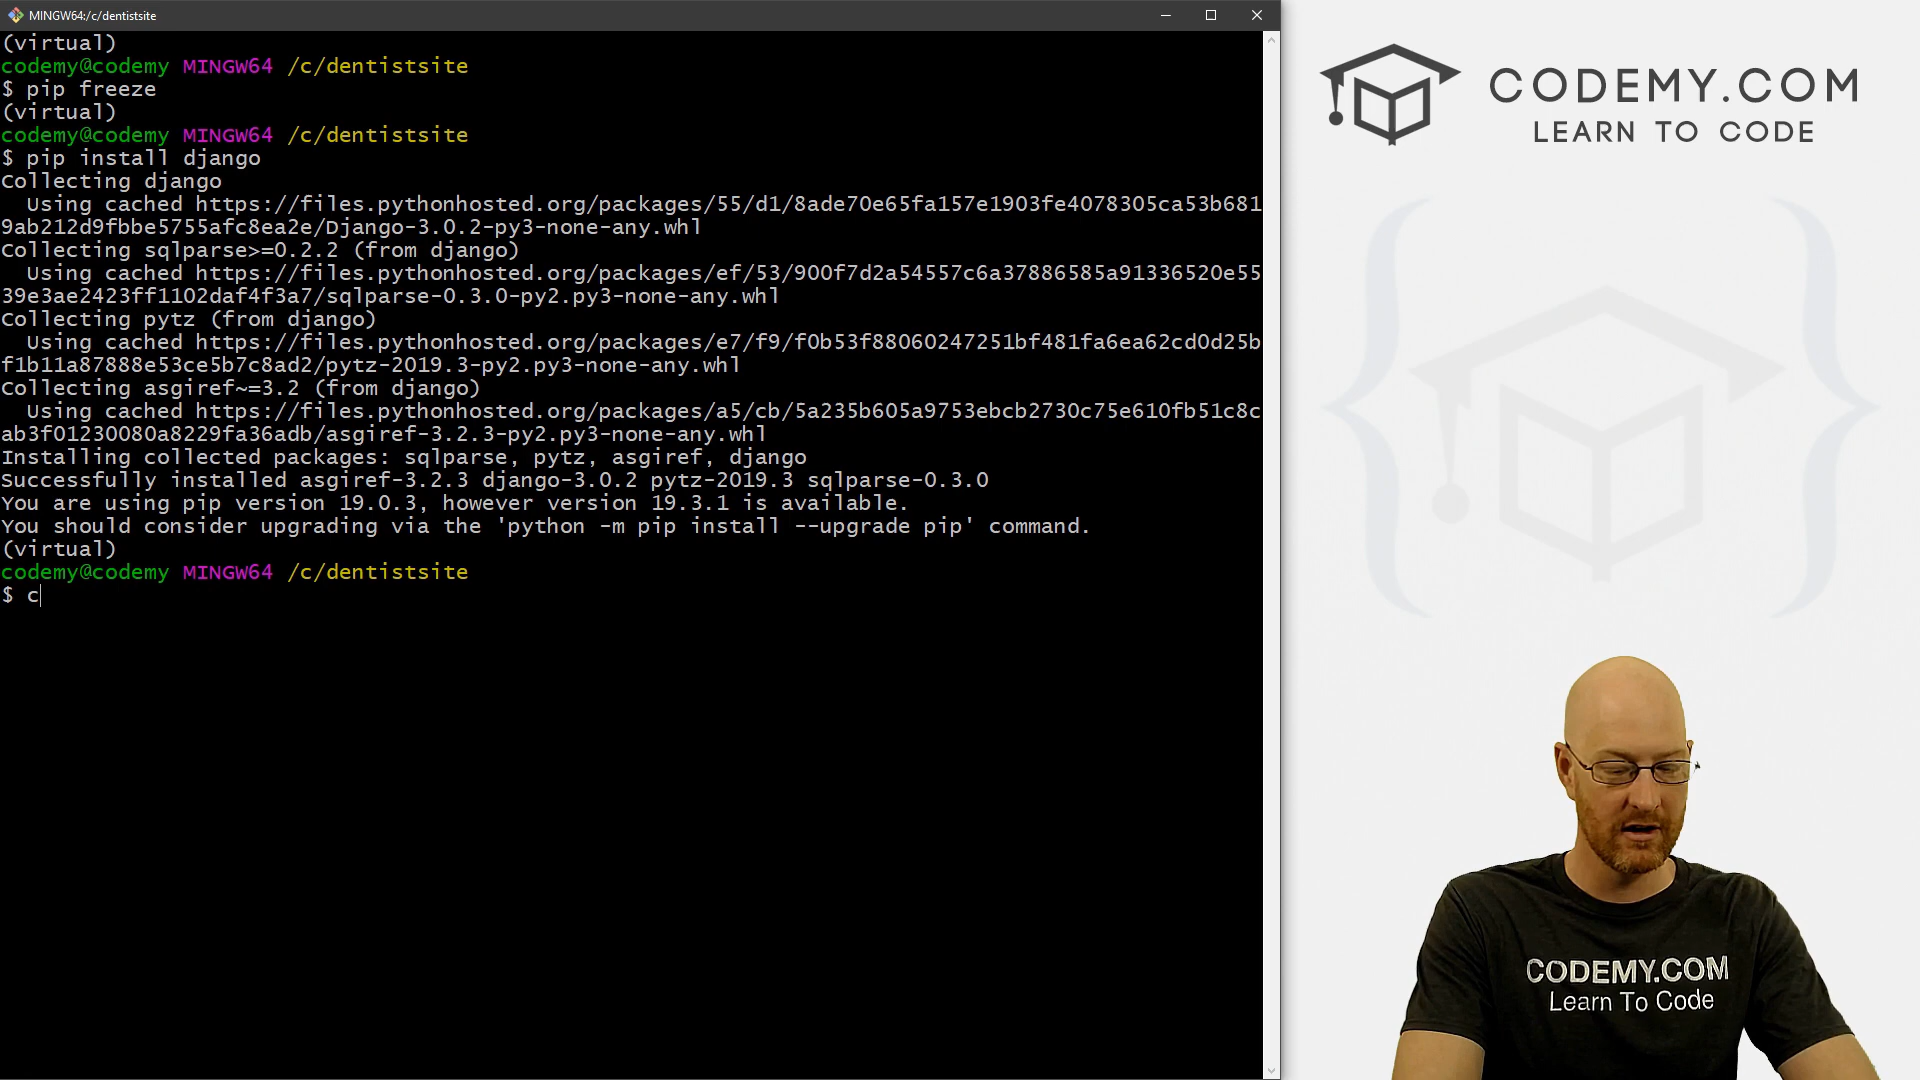 MINGW64:/c/dentistsite
(virtual)
codemy@codemy MINGW64 /c/dentistsite
$ pip freeze
(virtual)
codemy@codemy MINGW64 /c/dentistsite
$ pip install django
Collecting django
  Using cached https://files.pythonhosted.org/packages/55/d1/8ade70e65fa157e1903fe4078305ca53b681
9ab212d9fbbe5755afc8ea2e/Django-3.0.2-py3-none-any.whl
Collecting sqlparse>=0.2.2 (from django)
  Using cached https://files.pythonhosted.org/packages/ef/53/900f7d2a54557c6a37886585a91336520e55
39e3ae2423ff1102daf4f3a7/sqlparse-0.3.0-py2.py3-none-any.whl
Collecting pytz (from django)
  Using cached https://files.pythonhosted.org/packages/e7/f9/f0b53f88060247251bf481fa6ea62cd0d25b
f1b11a87888e53ce5b7c8ad2/pytz-2019.3-py2.py3-none-any.whl
Collecting asgiref~=3.2 (from django)
  Using cached https://files.pythonhosted.org/packages/a5/cb/5a235b605a9753ebcb2730c75e610fb51c8c
ab3f01230080a8229fa36adb/asgiref-3.2.3-py2.py3-none-any.whl
Installing collected packages: sqlparse, pytz, asgiref, django
Successfully installed asgiref-3.2.3 django-3.0.2 pytz-2019.3 sqlparse-0.3.0
You are using pip version 19.0.3, however version 19.3.1 is available.
You should consider upgrading via the 'python -m pip install --upgrade pip' command.
(virtual)
codemy@codemy MINGW64 /c/dentistsite
$ c
CODEMY.COM
LEARN TO CODE
CODEMY.COM
Learn To Code